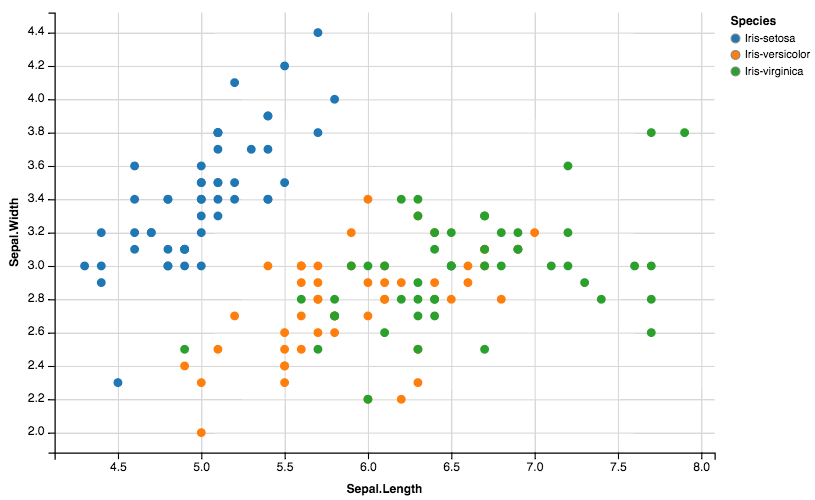 Species
Iris-setosa
Iris-versicolor
Iris-virginica
4.4
4.2
4.0
3.8
3.6
3.4
3.2
3.0
2.8
2.6
2.4
2.2
2.0
Sepal.Width
4.5 5.0 5.5 6.0 6.5 7.0 7.5 8.0
Sepal.Length